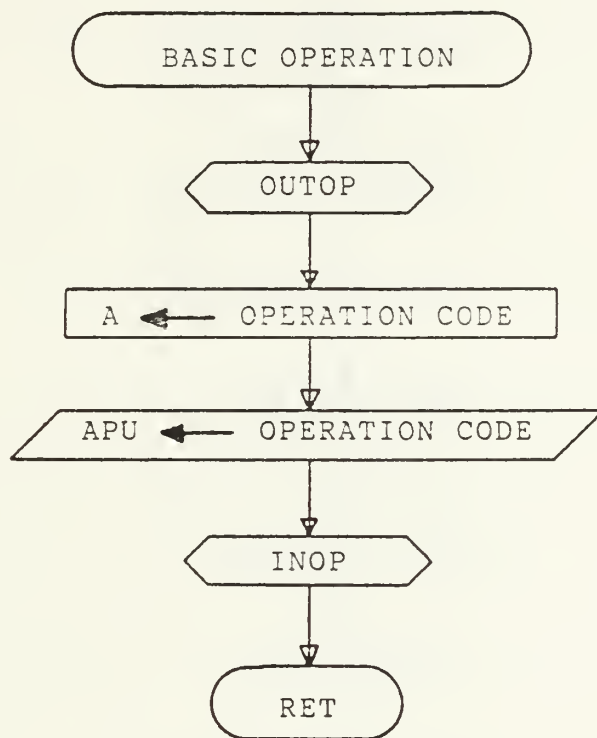 BASIC OPERATION
OUTOP
A ← OPERATION CODE
APU ← OPERATION CODE
INOP
RET